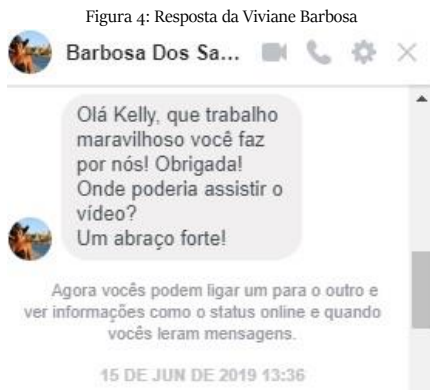 Figura 4: Resposta da Viviane Barbosa
Barbosa Dos Sa...
Olá Kelly, que trabalho
maravilhoso você faz
por nós! Obrigada!
Onde poderia assistir o
vídeo?
Um abraço forte!
Agora vocês podem ligar um para o outro e
ver informações como o status online e quando
vocês leram mensagens.
15 DE JUN DE 2019 13:36